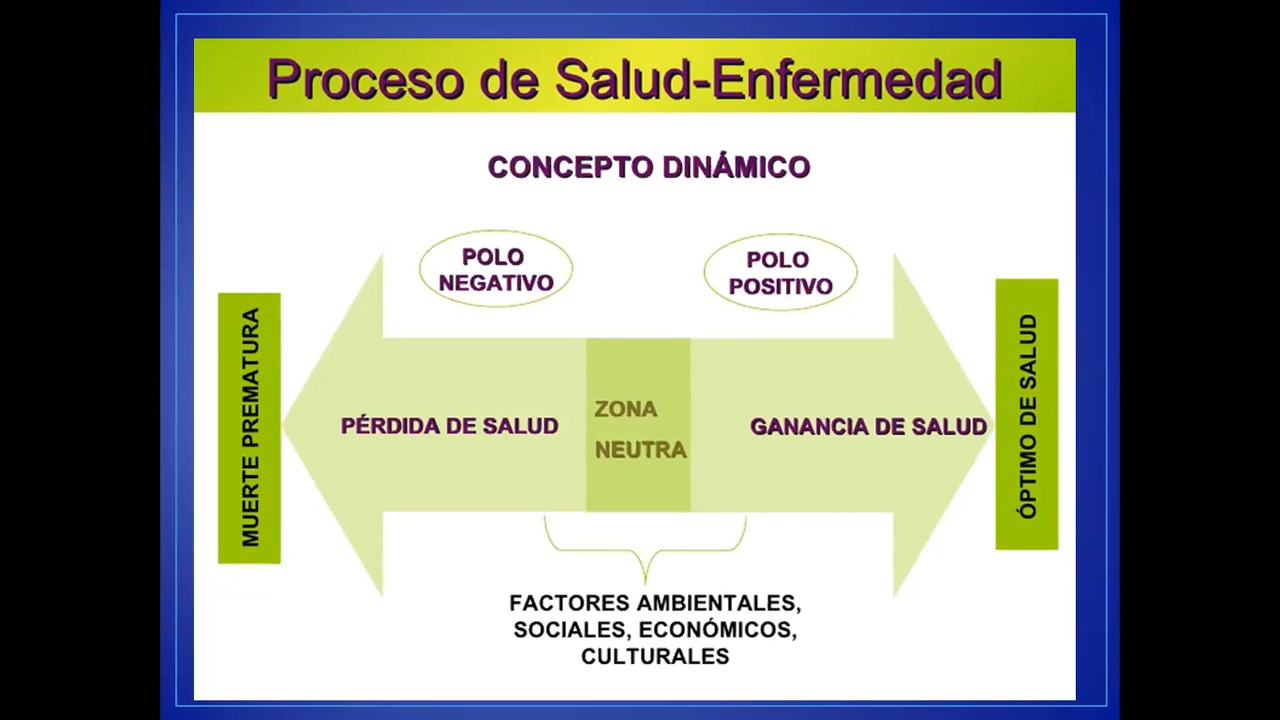 Proceso de Salud-Enfermedad
CONCEPTO DINÁMICO
POLO
NEGATIVO
POLO
POSITIVO
MUERTE PREMATURA
PÉRDIDA DE SALUD
ZONA
NEUTRA
GANANCIA DE SALUD
ÓPTIMO DE SALUD
FACTORES AMBIENTALES,
SOCIALES, ECONÓMICOS,
CULTURALES